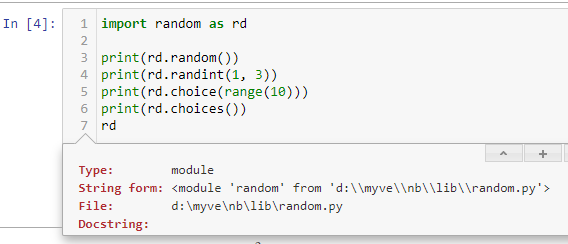 In [4]:
1 import random as rd
2
3 print(rd.random())
4 print(rd.randint(1, 3))
5 print(rd.choice(range(10)))
6 print(rd.choices())
7 rd
Type: module
String form: <module 'random' from 'd:\\myve\\nb\\lib\\random.py'>
File: d:\myve\nb\lib\random.py
Docstring: